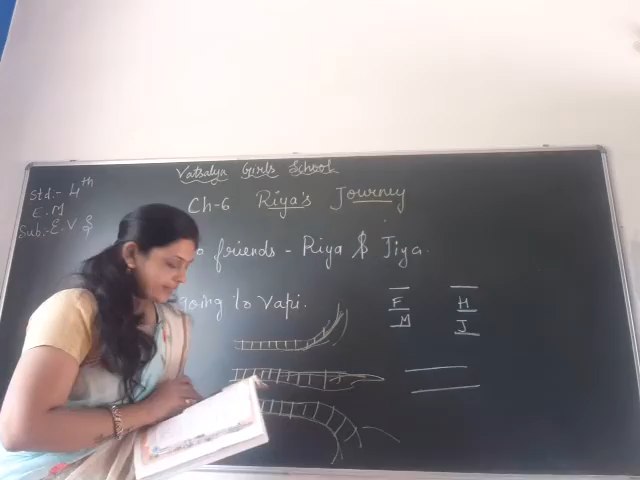 Vatsalya Girls School
Std:- 4th
E.M
Sub:- E.V.S
Ch-6 Riya's Journey
friends - Riya & Jiya.
going to Vapi.
F H
M J